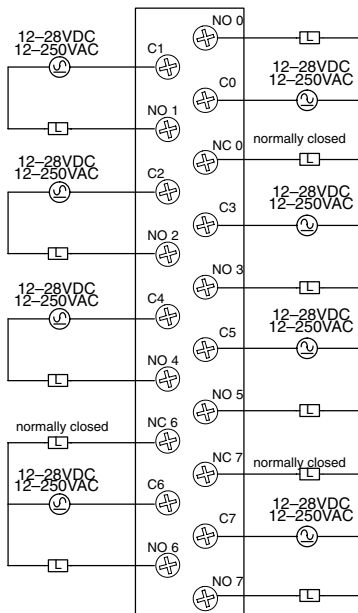 NO 0
L
12–28VDC
12–250VAC
C1
C0
12–28VDC
12–250VAC
NO 1
L
NC 0
normally closed
L
12–28VDC
12–250VAC
C2
C3
12–28VDC
12–250VAC
NO 2
L
NO 3
L
12–28VDC
12–250VAC
C4
C5
12–28VDC
12–250VAC
NO 4
L
NO 5
L
normally closed
L
NC 6
NC 7
normally closed
L
12–28VDC
12–250VAC
C6
C7
12–28VDC
12–250VAC
NO 6
L
NO 7
L